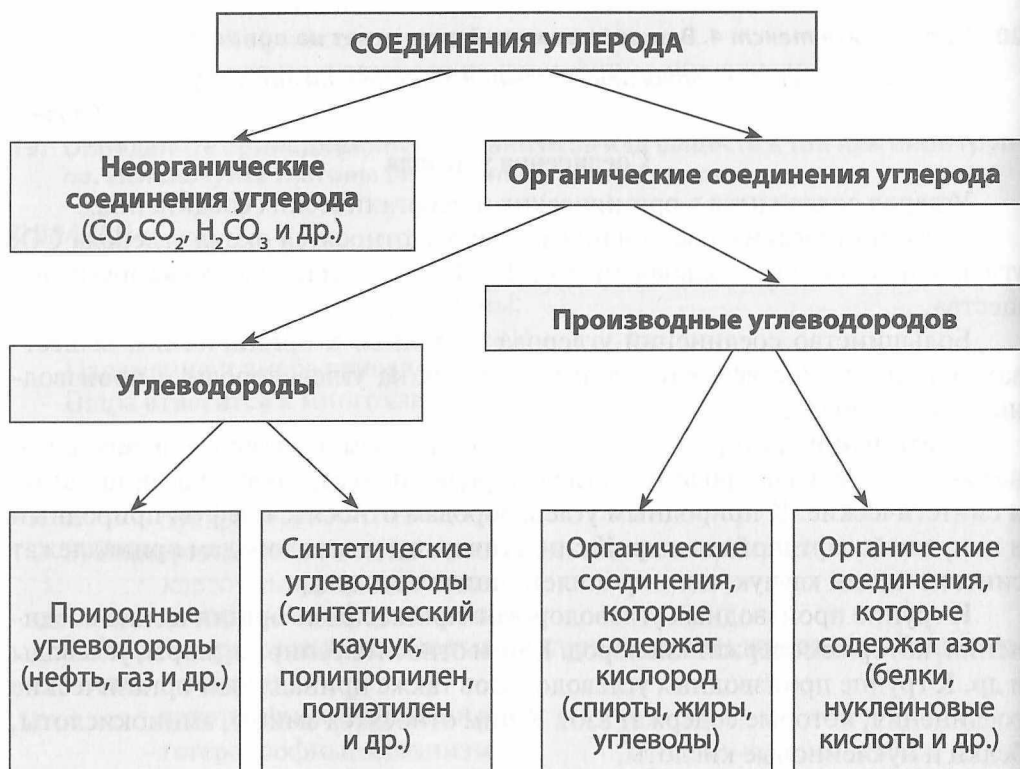 СОЕДИНЕНИЯ УГЛЕРОДА
Неорганические
соединения углерода
(CO, CO₂, H₂CO₃ и др.)
Органические соединения углерода
Производные углеводородов
Углеводороды
Природные
углеводороды
(нефть, газ и др.)
Синтетические
углеводороды
(синтетический
каучук,
полипропилен,
полиэтилен
и др.)
Органические
соединения,
которые
содержат
кислород
(спирты, жиры,
углеводы)
Органические
соединения,
которые
содержат азот
(белки,
нуклеиновые
кислоты и др.)